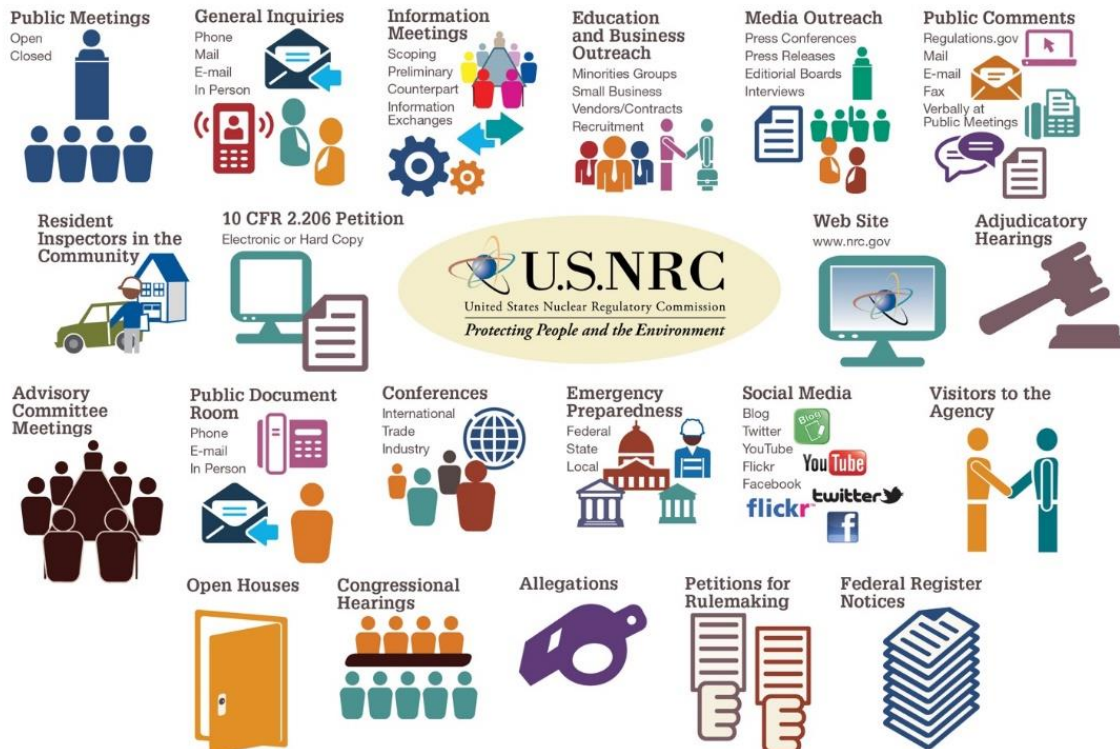 Public Meetings
Open
Closed
General Inquiries
Phone
Mail
E-mail
In Person
Information
Meetings
Scoping
Preliminary
Counterpart
Information
Exchanges
Education
and Business
Outreach
Minorities Groups
Small Business
Vendors/Contracts
Recruitment
Media Outreach
Press Conferences
Press Releases
Editorial Boards
Interviews
Public Comments
Regulations.gov
Mail
E-mail
Fax
Verbally at
Public Meetings
Resident
Inspectors in the
Community
10 CFR 2.206 Petition
Electronic or Hard Copy
U.S.NRC
United States Nuclear Regulatory Commission
Protecting People and the Environment
Web Site
www.nrc.gov
Adjudicatory
Hearings
Advisory
Committee
Meetings
Public Document
Room
Phone
E-mail
In Person
Conferences
International
Trade
Industry
Emergency
Preparedness
Federal
State
Local
Social Media
Blog
Twitter
YouTube
Flickr
Facebook
Blog
YouTube
twitter
flickr™
f
Visitors to the
Agency
Open Houses
Congressional
Hearings
Allegations
Petitions for
Rulemaking
Federal Register
Notices